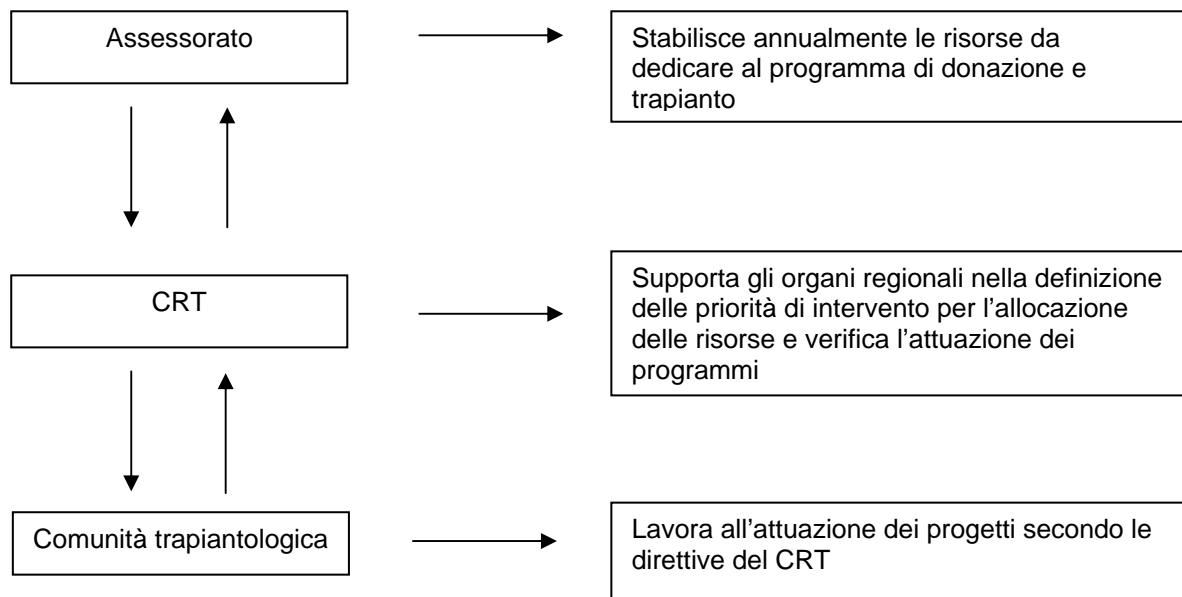 Assessorato
Stabilisce annualmente le risorse da
dedicare al programma di donazione e
trapianto
CRT
Supporta gli organi regionali nella definizione
delle priorità di intervento per l’allocazione
delle risorse e verifica l’attuazione dei
programmi
Comunità trapiantologica
Lavora all’attuazione dei progetti secondo le
direttive del CRT